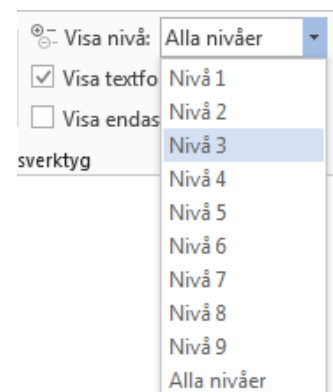 Visa nivå: Alla nivåer
Visa textfo
Visa endas
sverktyg
Nivå 1
Nivå 2
Nivå 3
Nivå 4
Nivå 5
Nivå 6
Nivå 7
Nivå 8
Nivå 9
Alla nivåer